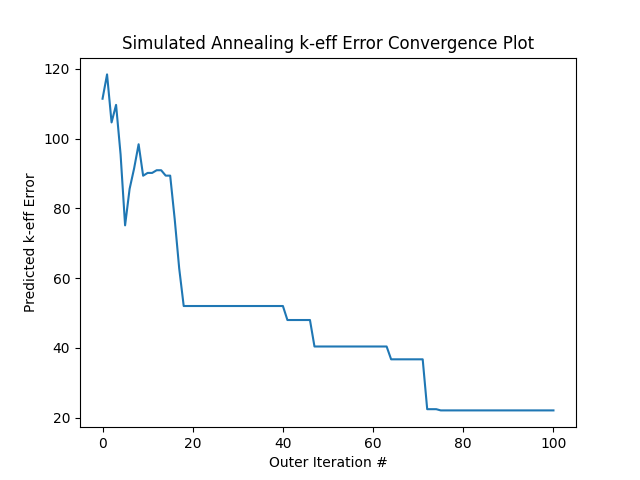 Simulated Annealing k-eff Error Convergence Plot
120
100
80
60
40
20
Predicted k-eff Error
0 20 40 60 80 100
Outer Iteration #